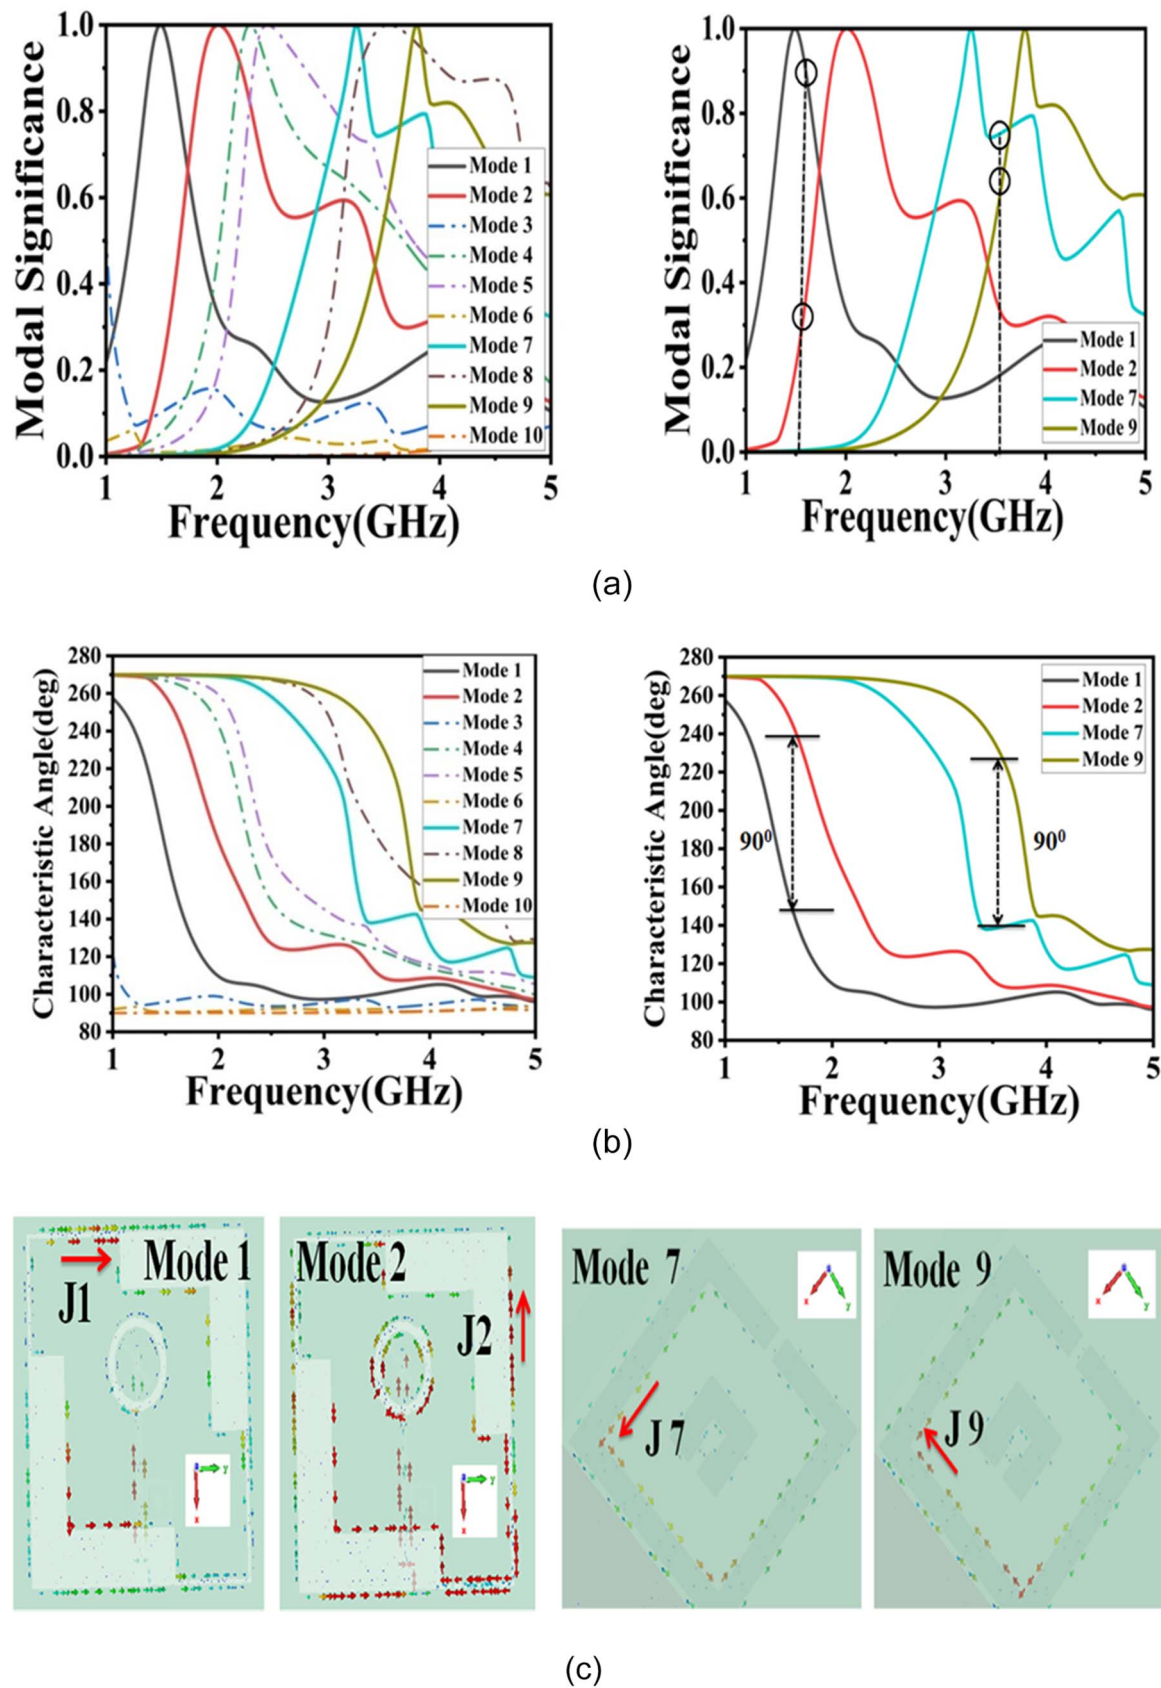 1.0
0.8
0.6
0.4
0.2
0.0
Modal Significance
1 2 3 4 5
Frequency(GHz)
Mode 1
Mode 2
Mode 3
Mode 4
Mode 5
Mode 6
Mode 7
Mode 8
Mode 9
Mode 10
1.0
0.8
0.6
0.4
0.2
0.0
Modal Significance
1 2 3 4 5
Frequency(GHz)
Mode 1
Mode 2
Mode 7
Mode 9
(a)
280
260
240
220
200
180
160
140
120
100
80
Characteristic Angle(deg)
1 2 3 4 5
Frequency(GHz)
Mode 1
Mode 2
Mode 3
Mode 4
Mode 5
Mode 6
Mode 7
Mode 8
Mode 9
Mode 10
280
260
240
220
200
180
160
140
120
100
80
Characteristic Angle(deg)
1 2 3 4 5
Frequency(GHz)
Mode 1
Mode 2
Mode 7
Mode 9
90⁰
90⁰
(b)
Mode 1
J1
y
x
Mode 2
J2
y
x
Mode 7
J 7
x
y
Mode 9
J 9
x
y
(c)